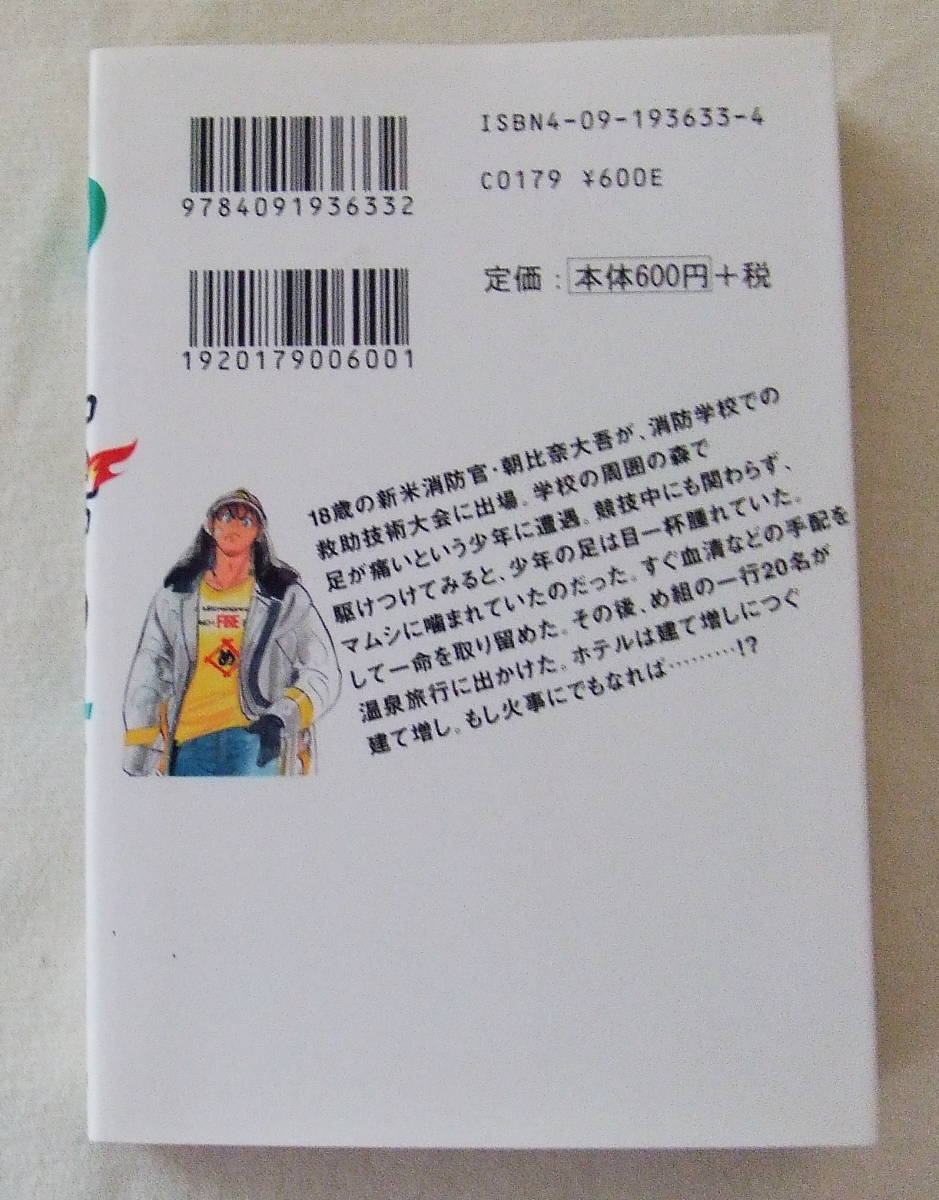 ISBN4-09-193633-4
9784091936332
C0179 ¥600E
定価：本体600円＋税
1920179006001
18歳の新米消防官・朝比奈大吾が、消防学校での
救助技術大会に出場。学校の周囲の森で
足が痛いという少年に遭遇。競技中にも関わらず、
駆けつけてみると、少年の足は目一杯腫れていた。
マムシに噛まれていたのだった。すぐ血清などの手配を
して一命を取り留めた。その後、め組の一行20名が
温泉旅行に出かけた。ホテルは建て増しにつぐ
建て増し。もし火事にでもなれば………!?
FIRE
め